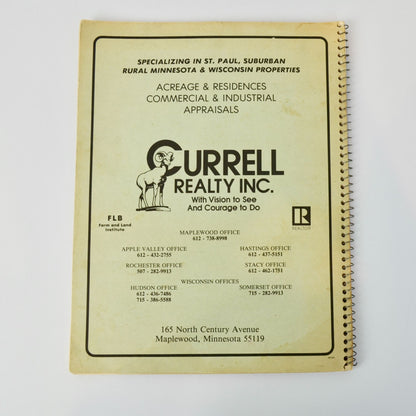 SPECIALIZING IN ST. PAUL, SUBURBAN
RURAL MINNESOTA & WISCONSIN PROPERTIES
ACREAGE & RESIDENCES
COMMERCIAL & INDUSTRIAL
APPRAISALS
CURRELL
REALTY INC.
With Vision to See
And Courage to Do
FLB
Farm and Land
Institute
R
REALTOR
MAPLEWOOD OFFICE
612 - 738-8998
APPLE VALLEY OFFICE
612 - 432-2755
HASTINGS OFFICE
612 - 437-5151
ROCHESTER OFFICE
507 - 282-9913
STACY OFFICE
612 - 462-1751
WISCONSIN OFFICES
HUDSON OFFICE
612 - 436-7486
715 - 386-5588
SOMERSET OFFICE
715 - 282-9913
165 North Century Avenue
Maplewood, Minnesota 55119